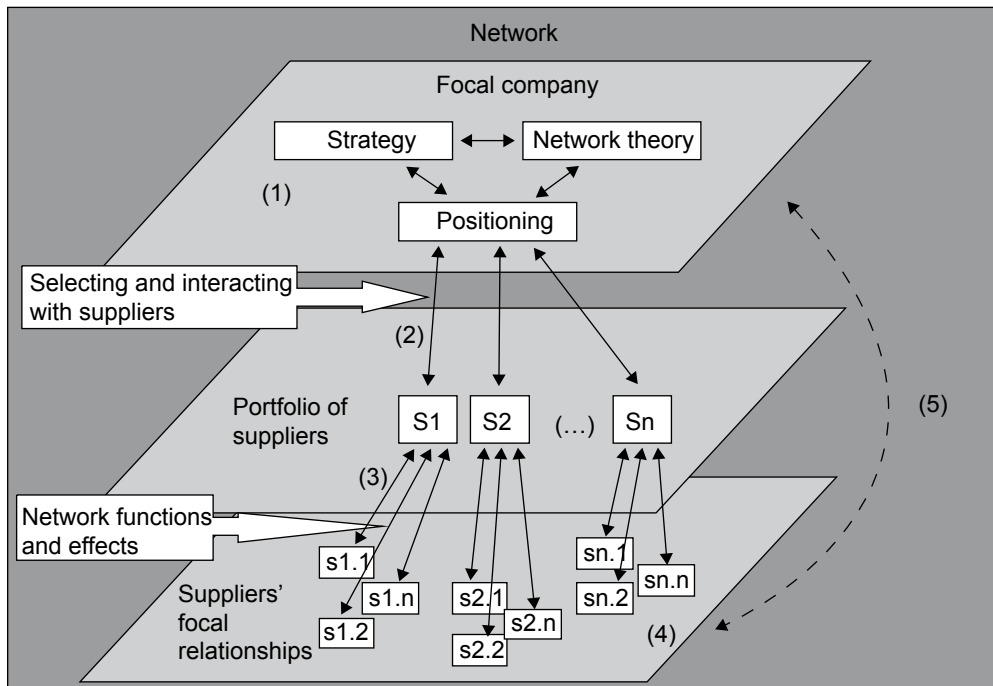 Network
Focal company
Strategy
Network theory
(1)
Positioning
Selecting and interacting
with suppliers
(2)
Portfolio of
suppliers
S1
S2
(…)
Sn
(5)
(3)
Network functions
and effects
s1.1
s1.n
s1.2
s2.1
s2.n
s2.2
sn.1
sn.n
sn.2
Suppliers’
focal
relationships
(4)